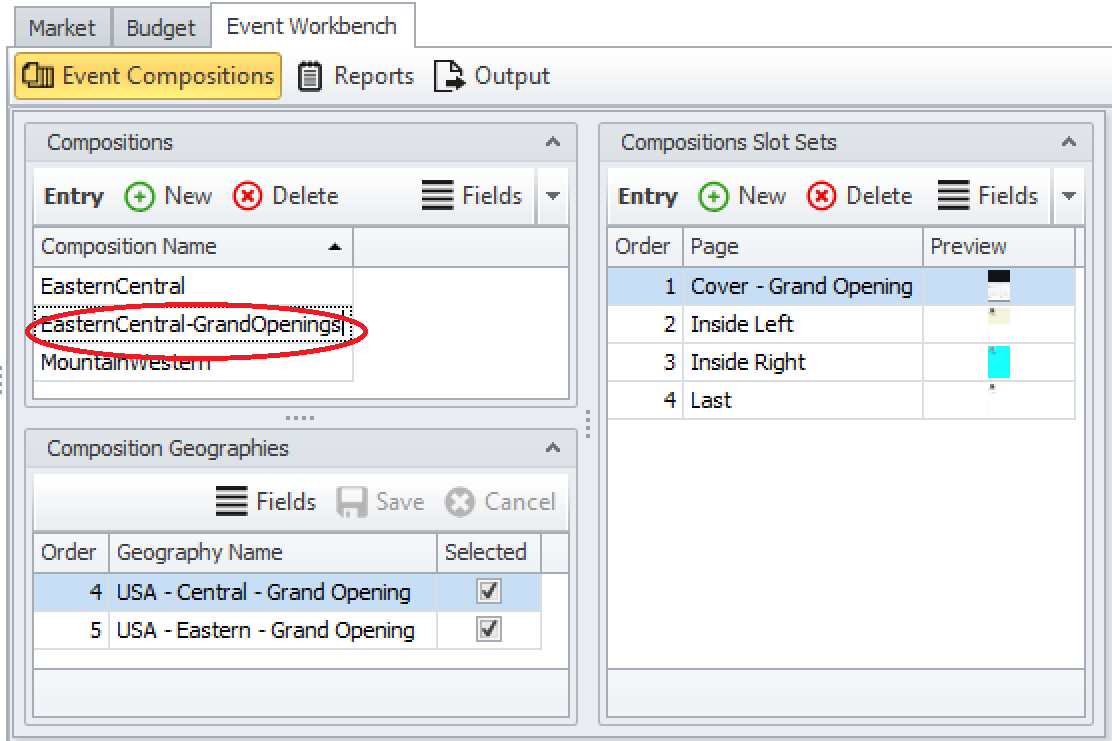 Market Budget Event Workbench
Event Compositions Reports Output
Compositions
Entry New Delete Fields
Composition Name
EasternCentral
EasternCentral-GrandOpenings
MountainWestern
Composition Geographies
Fields Save Cancel
Order Geography Name Selected
4 USA - Central - Grand Opening
5 USA - Eastern - Grand Opening
Compositions Slot Sets
Entry New Delete Fields
Order Page Preview
1 Cover - Grand Opening
2 Inside Left
3 Inside Right
4 Last